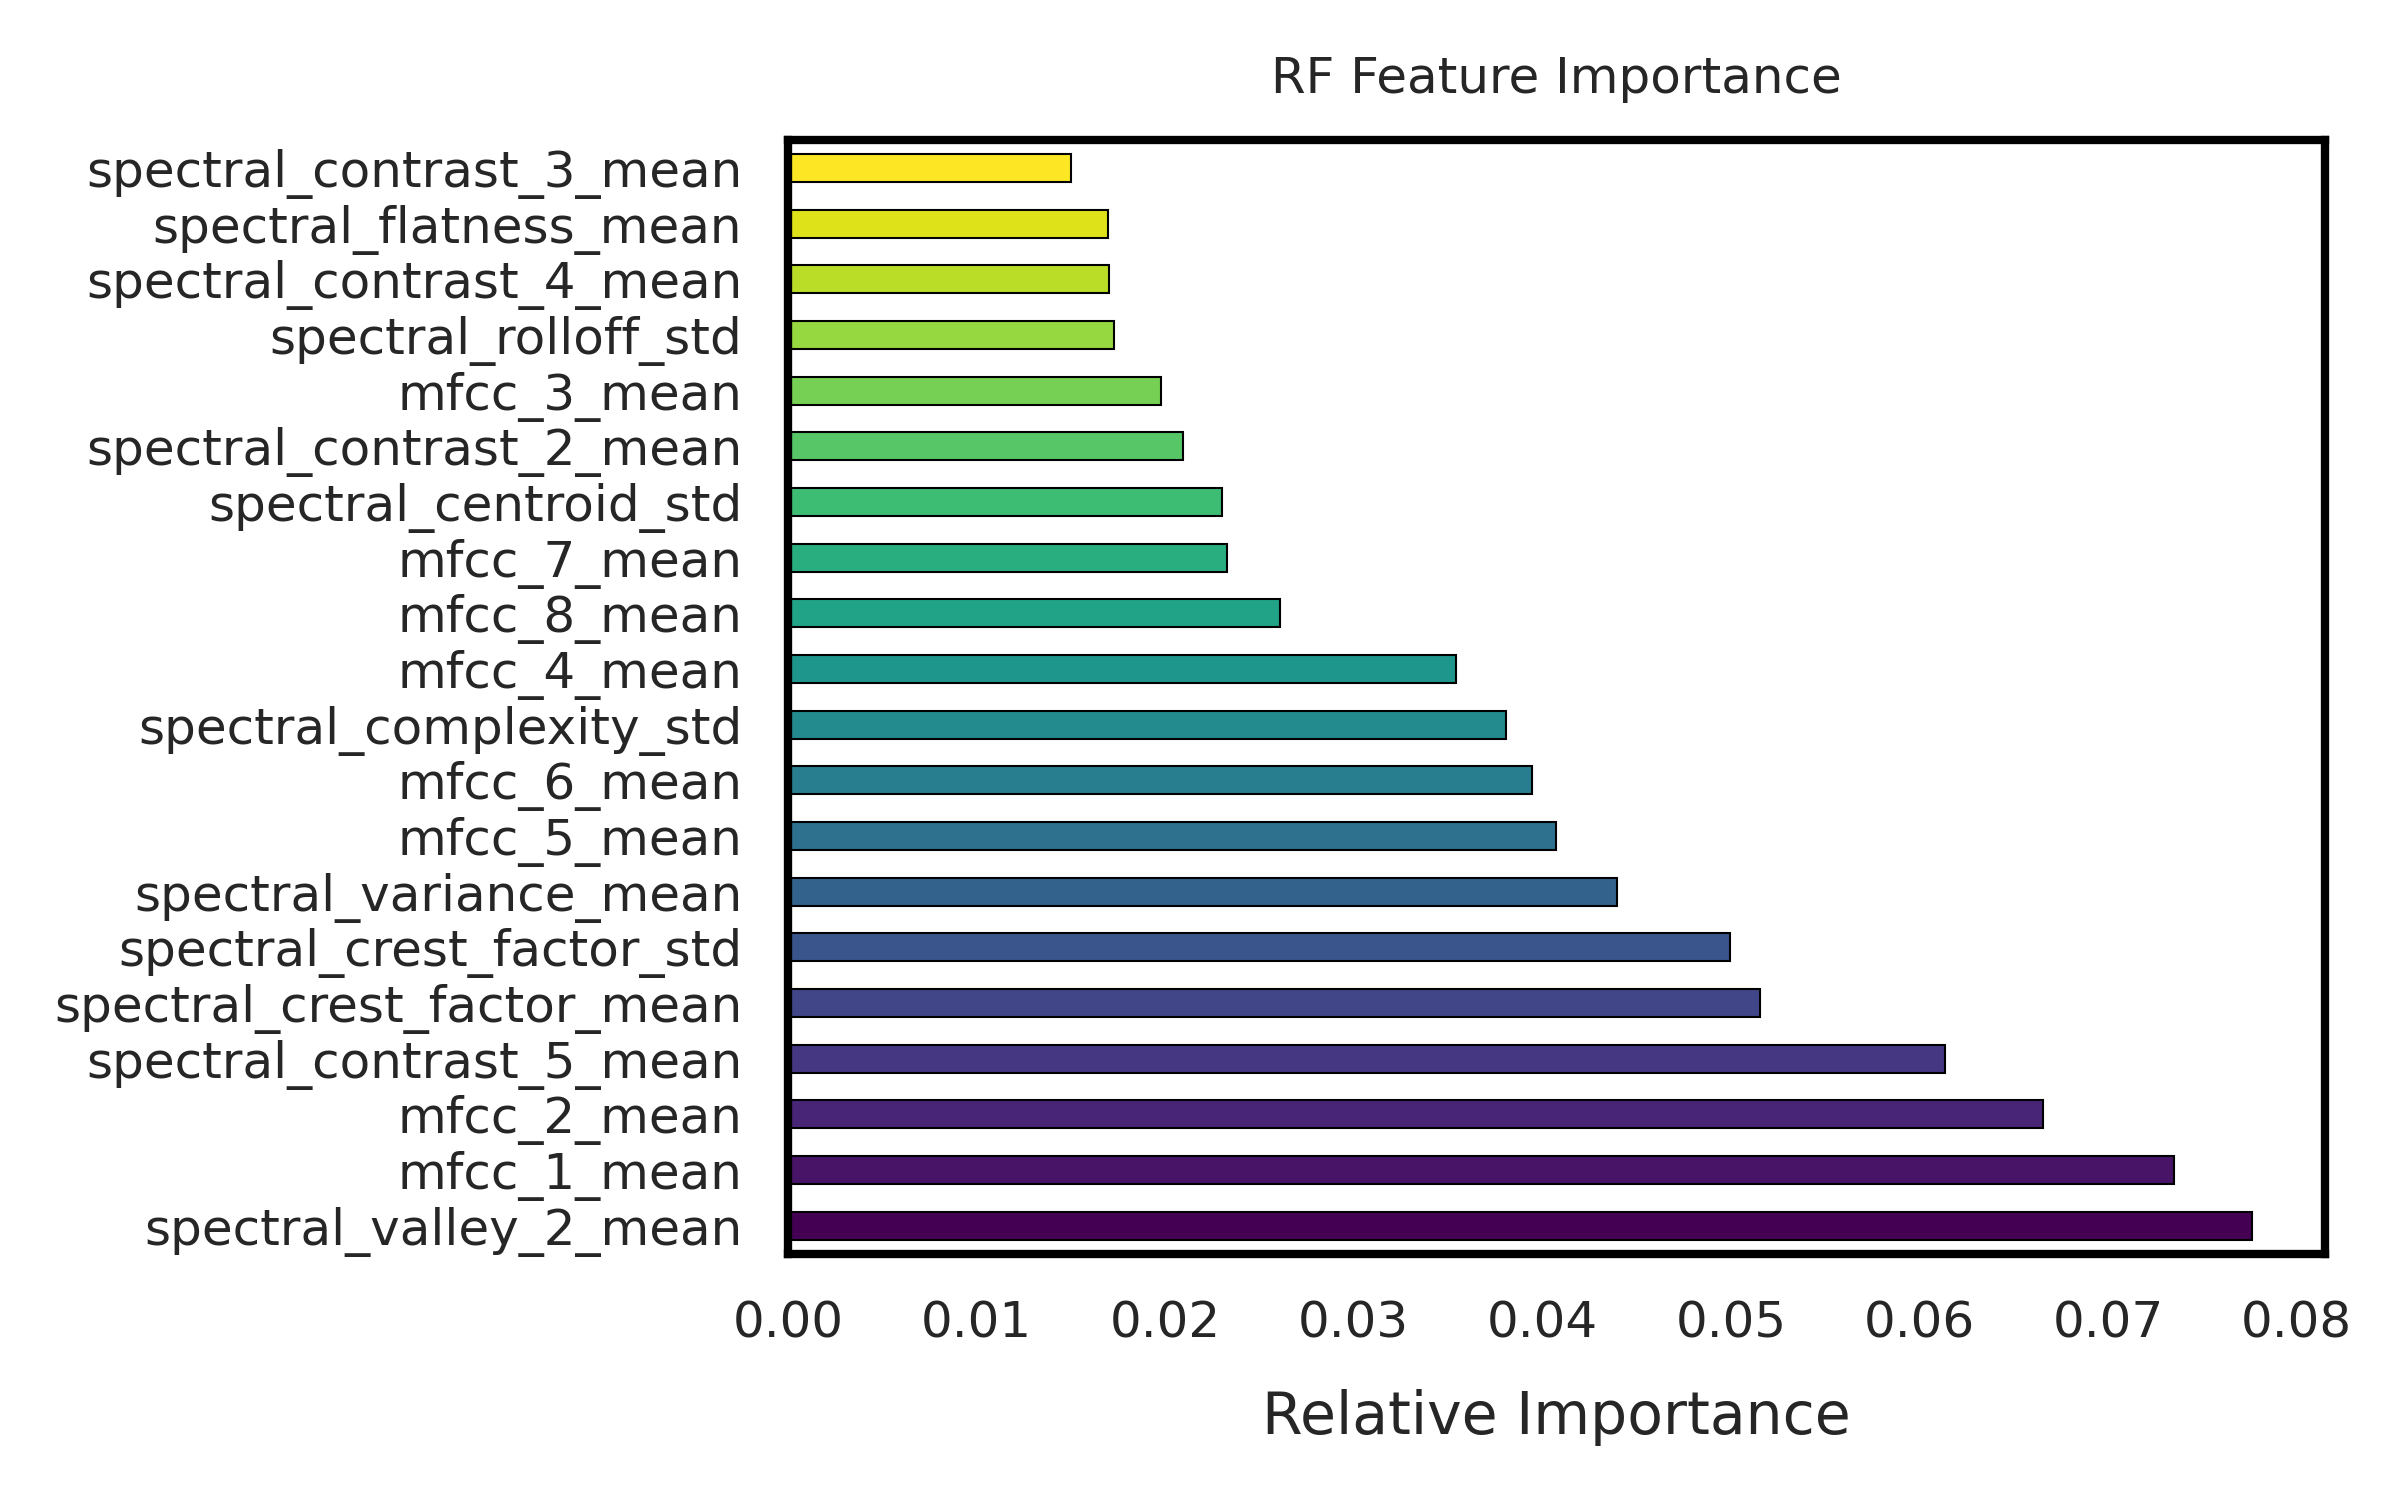 RF Feature Importance
spectral_contrast_3_mean
spectral_flatness_mean
spectral_contrast_4_mean
spectral_rolloff_std
mfcc_3_mean
spectral_contrast_2_mean
spectral_centroid_std
mfcc_7_mean
mfcc_8_mean
mfcc_4_mean
spectral_complexity_std
mfcc_6_mean
mfcc_5_mean
spectral_variance_mean
spectral_crest_factor_std
spectral_crest_factor_mean
spectral_contrast_5_mean
mfcc_2_mean
mfcc_1_mean
spectral_valley_2_mean
0.00 0.01 0.02 0.03 0.04 0.05 0.06 0.07 0.08
Relative Importance